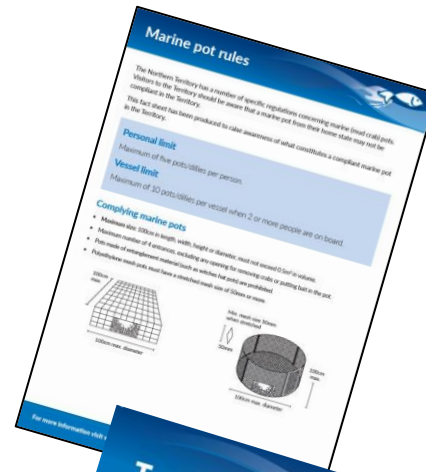 Marine pot rules
The Northern Territory has a number of specific regulations concerning marine (mud crab) pots.
Visitors to the Territory should be aware that a marine pot from their home state may not be
compliant in the Territory.
This fact sheet has been produced to raise awareness of what constitutes a compliant marine pot
in the Territory.
Personal limit
Maximum of five pots/dillies per person.
Vessel limit
Maximum of 10 pots/dillies per vessel when 2 or more people are on board.
Complying marine pots
• Maximum size: 100cm in length, width, height or diameter, must not exceed 0.5m³ in volume.
• Maximum number of 4 entrances, excluding any opening for removing crabs or putting bait in the pot.
• Pots made of entanglement material (such as witches hat pots) are prohibited.
• Polyethylene mesh pots must have a stretched mesh size of 50mm or more.
100cm
max.
100cm max. diameter
Min. mesh size 50mm
when stretched
50mm
100cm
max.
100cm max. diameter
For more information visit